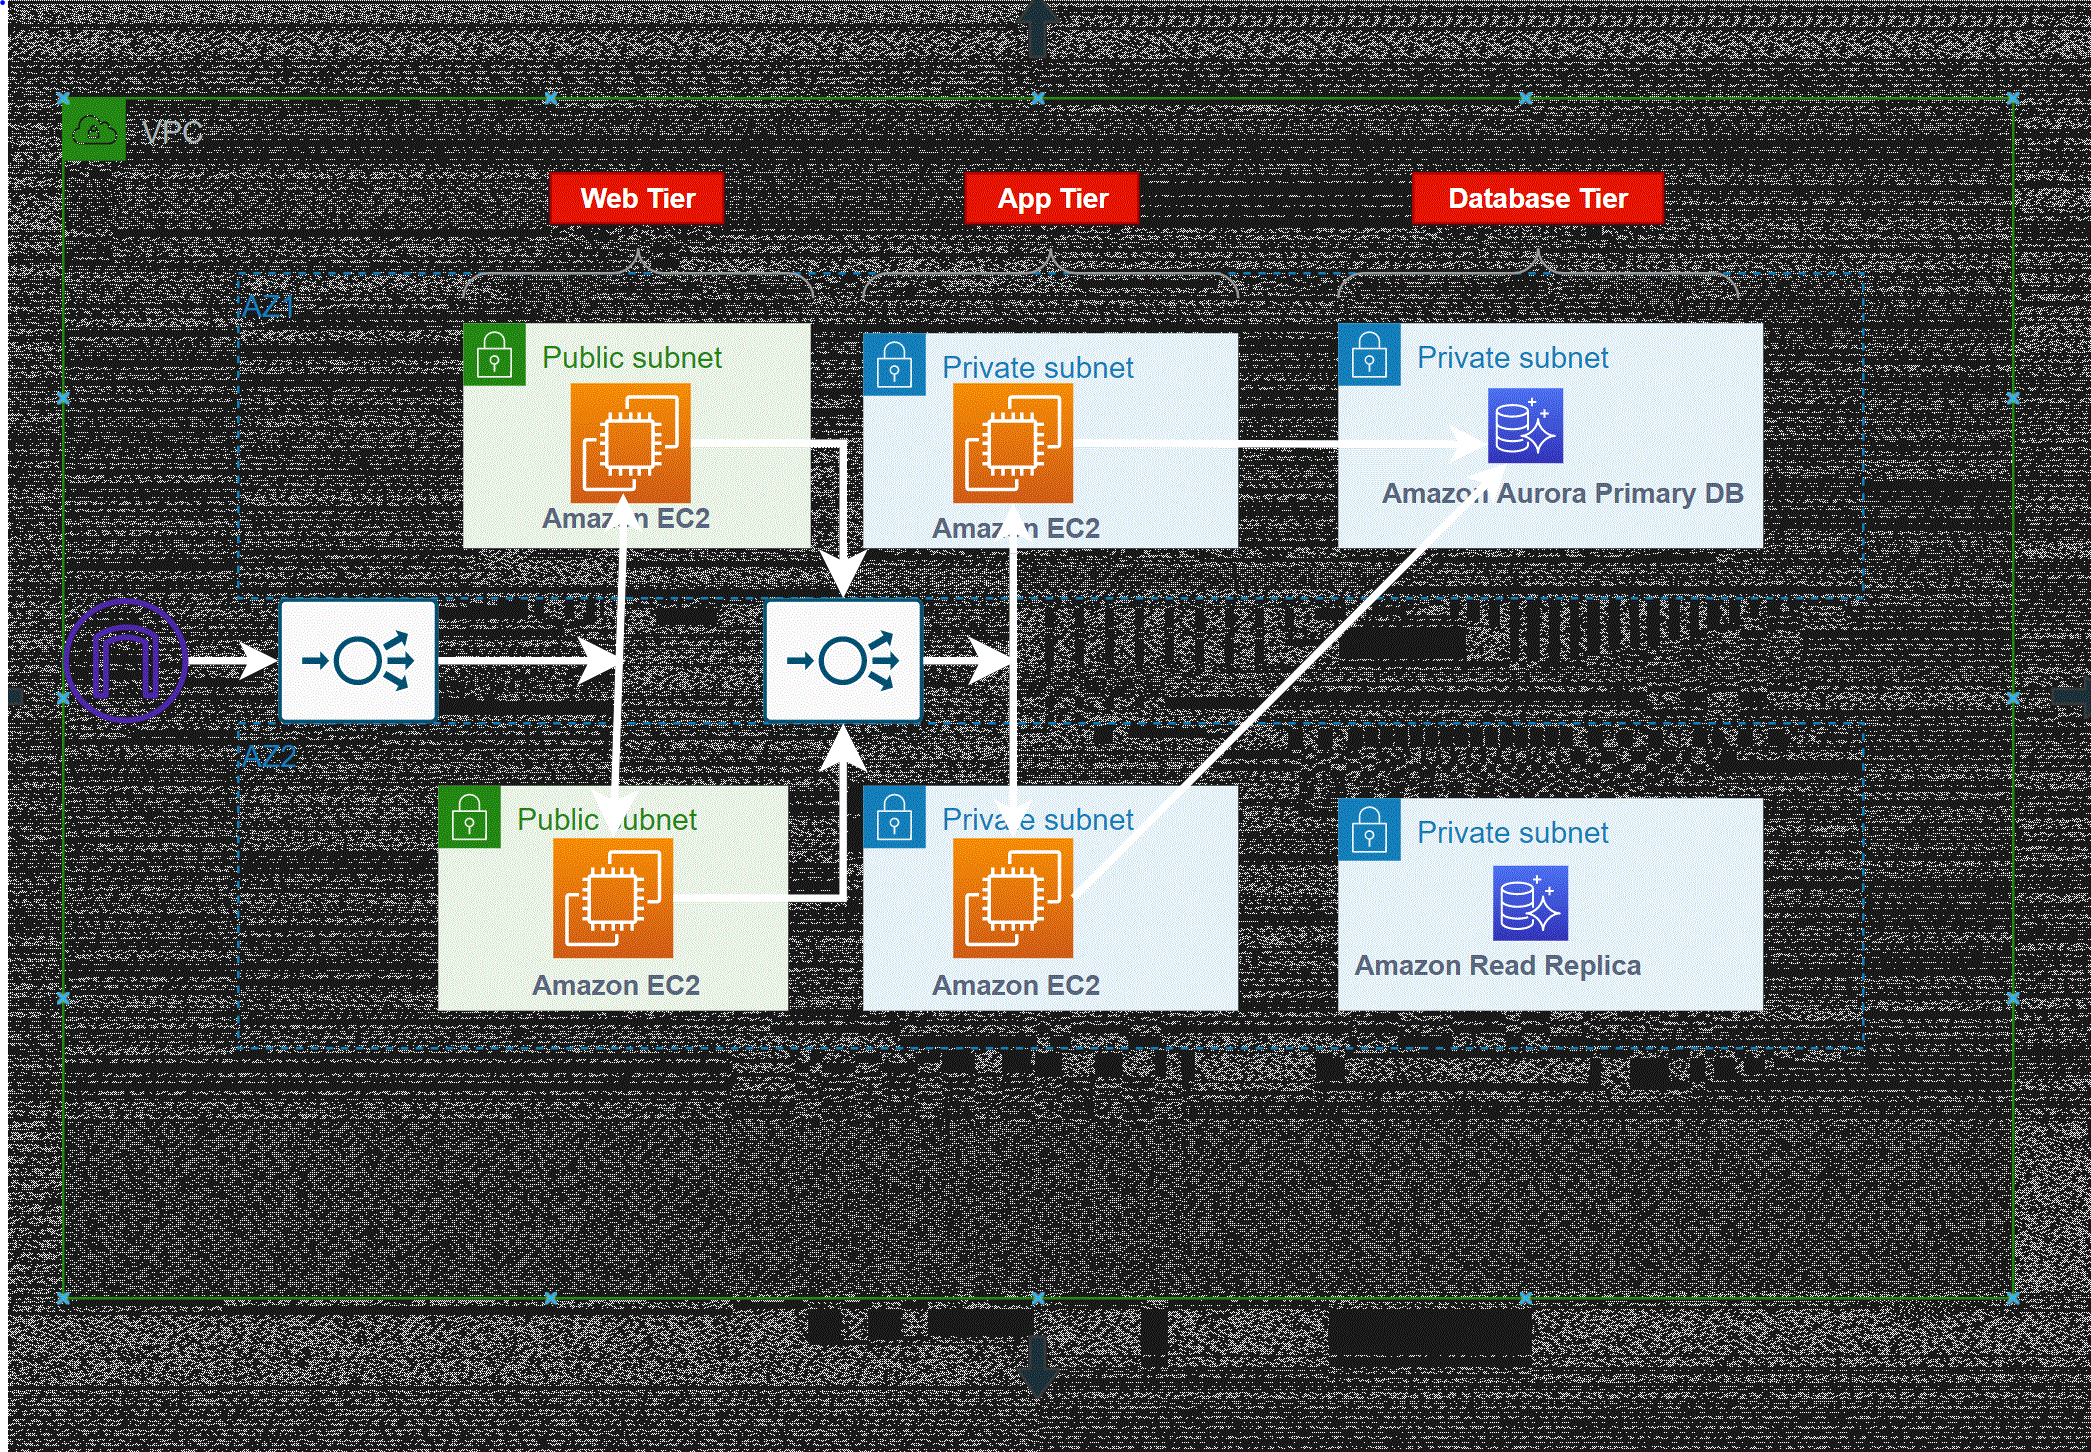 VPC
Web Tier
App Tier
Database Tier
AZ1
Public subnet
Private subnet
Private subnet
Amazon EC2
Amazon EC2
Amazon Aurora Primary DB
AZ2
Public subnet
Private subnet
Private subnet
Amazon EC2
Amazon EC2
Amazon Read Replica